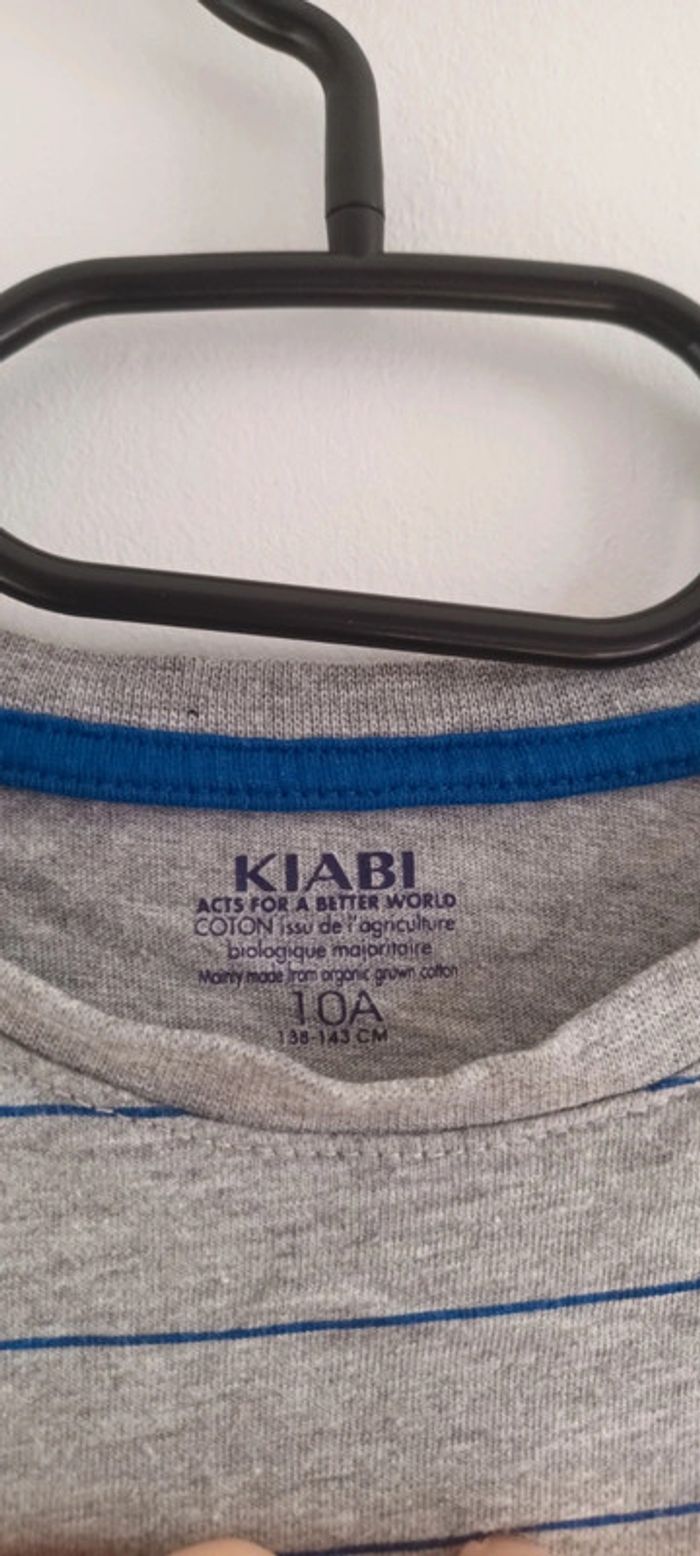 KIABI
ACTS FOR A BETTER WORLD
COTON issu de l'agriculture
biologique majoritaire
Mainly made from organic grown cotton
10A
138-143 CM